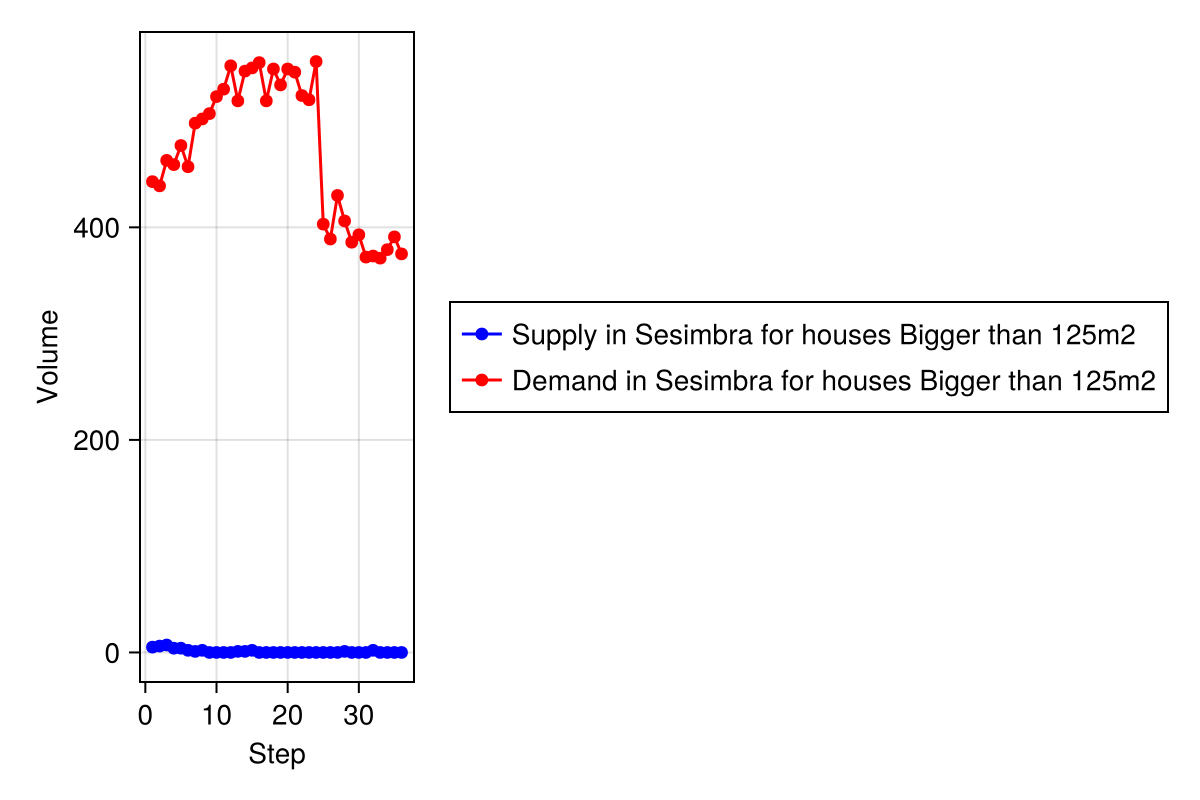 Volume
400
200
0
0 10 20 30
Step
Supply in Sesimbra for houses Bigger than 125m2
Demand in Sesimbra for houses Bigger than 125m2